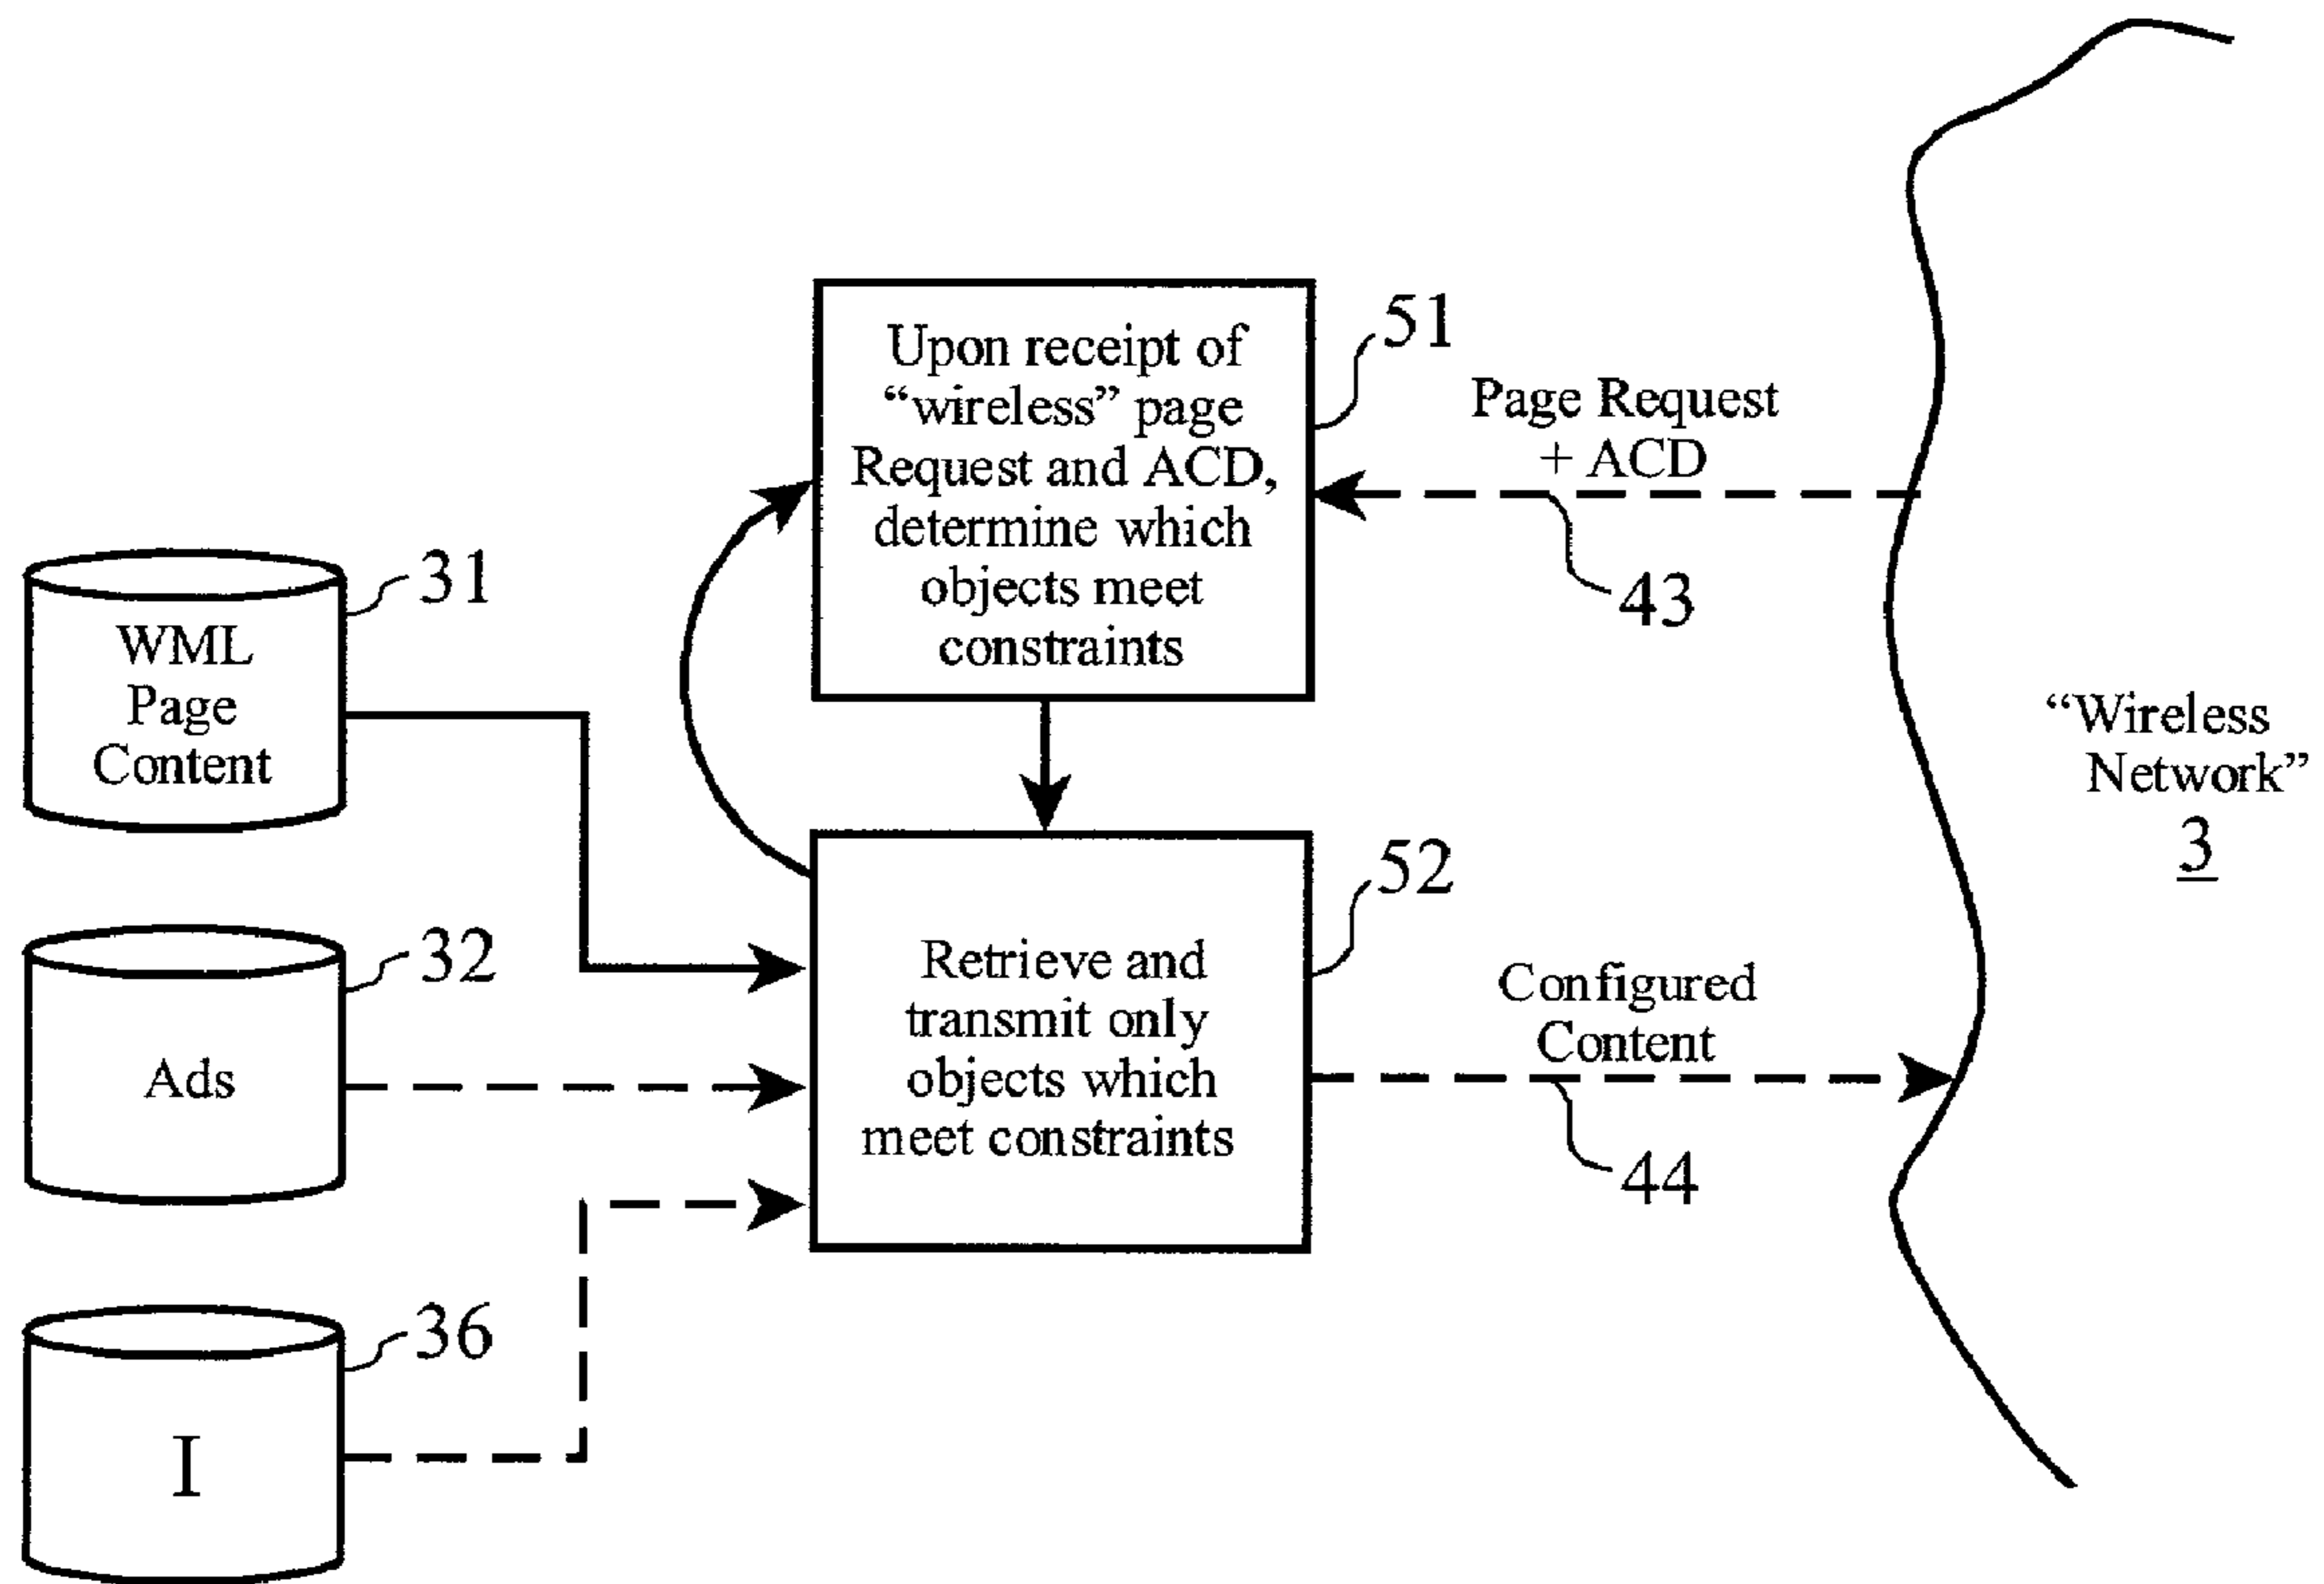 Upon receipt of
“wireless” page
Request and ACD,
determine which
objects meet
constraints
51
Page Request
+ ACD
43
31
WML
Page
Content
“Wireless
Network”
3
32
Ads
52
Retrieve and
transmit only
objects which
meet constraints
Configured
Content
44
36
I